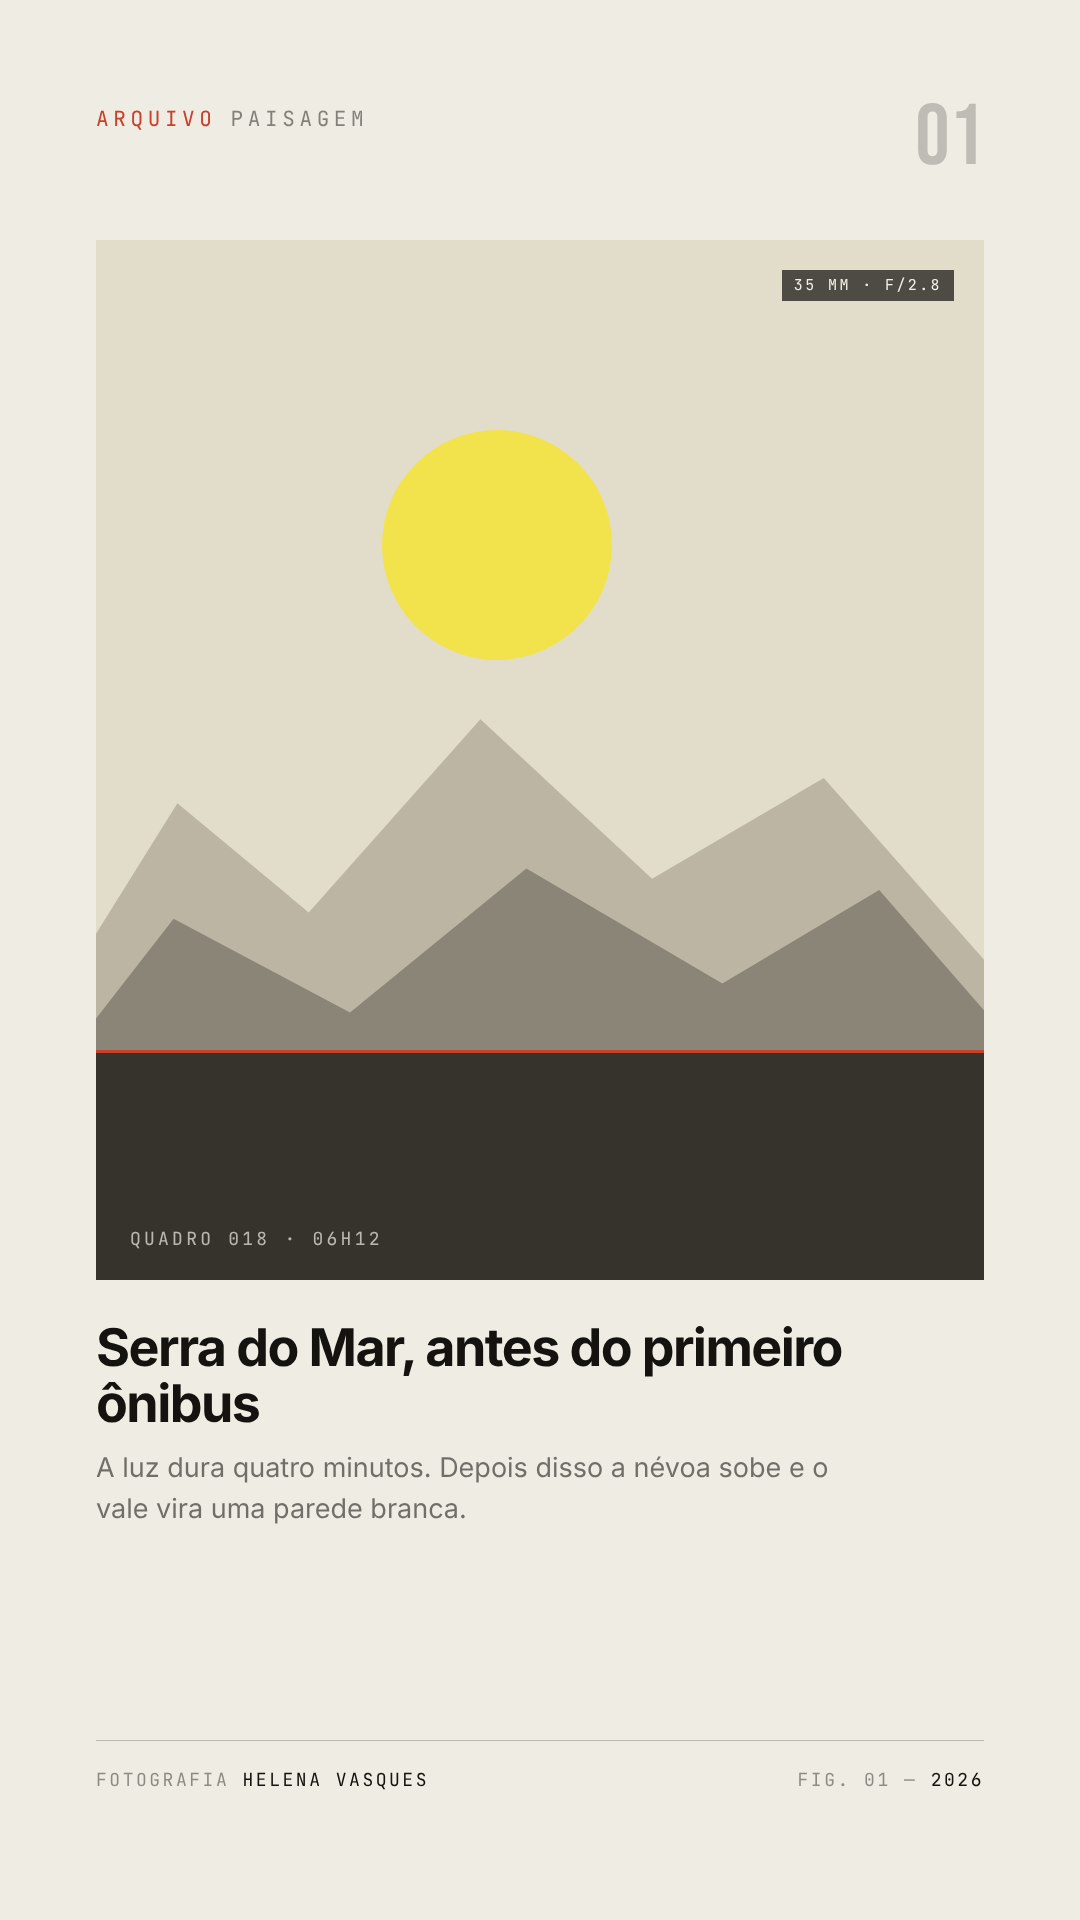 ARQUIVO PAISAGEM
01
35 MM · F/2.8
QUADRO 018 · 06H12
Serra do Mar, antes do primeiro
ônibus
A luz dura quatro minutos. Depois disso a névoa sobe e o
vale vira uma parede branca.
FOTOGRAFIA HELENA VASQUES
FIG. 01 — 2026